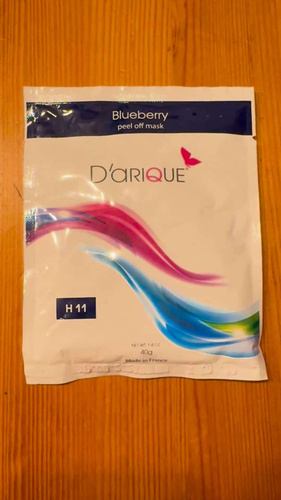 Blueberry
peel off mask
D'ARIQUE
H 11
40g
Made in France